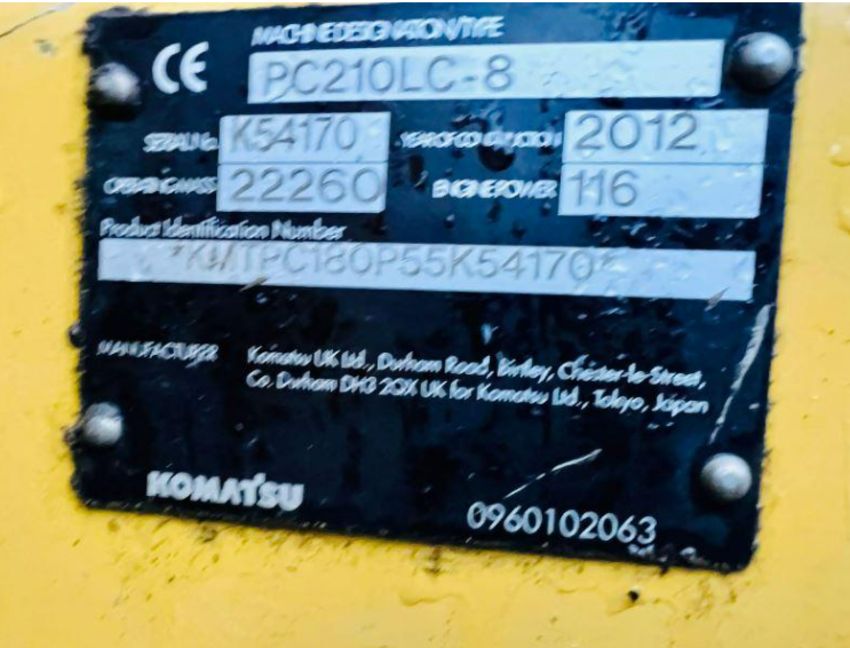 CE
MACHINE DESIGNATION/TYPE
PC210LC-8
SERIAL No. K54170 YEAR OF CONSTRUCTION 2012
OPERATING MASS 22260 ENGINE POWER 116
Product Identification Number
*KMTPC180P55K54170*
MANUFACTURER Komatsu UK Ltd., Durham Road, Birtley, Chester-le-Street,
Co. Durham DH3 2QX UK for Komatsu Ltd., Tokyo, Japan
KOMATSU
0960102063